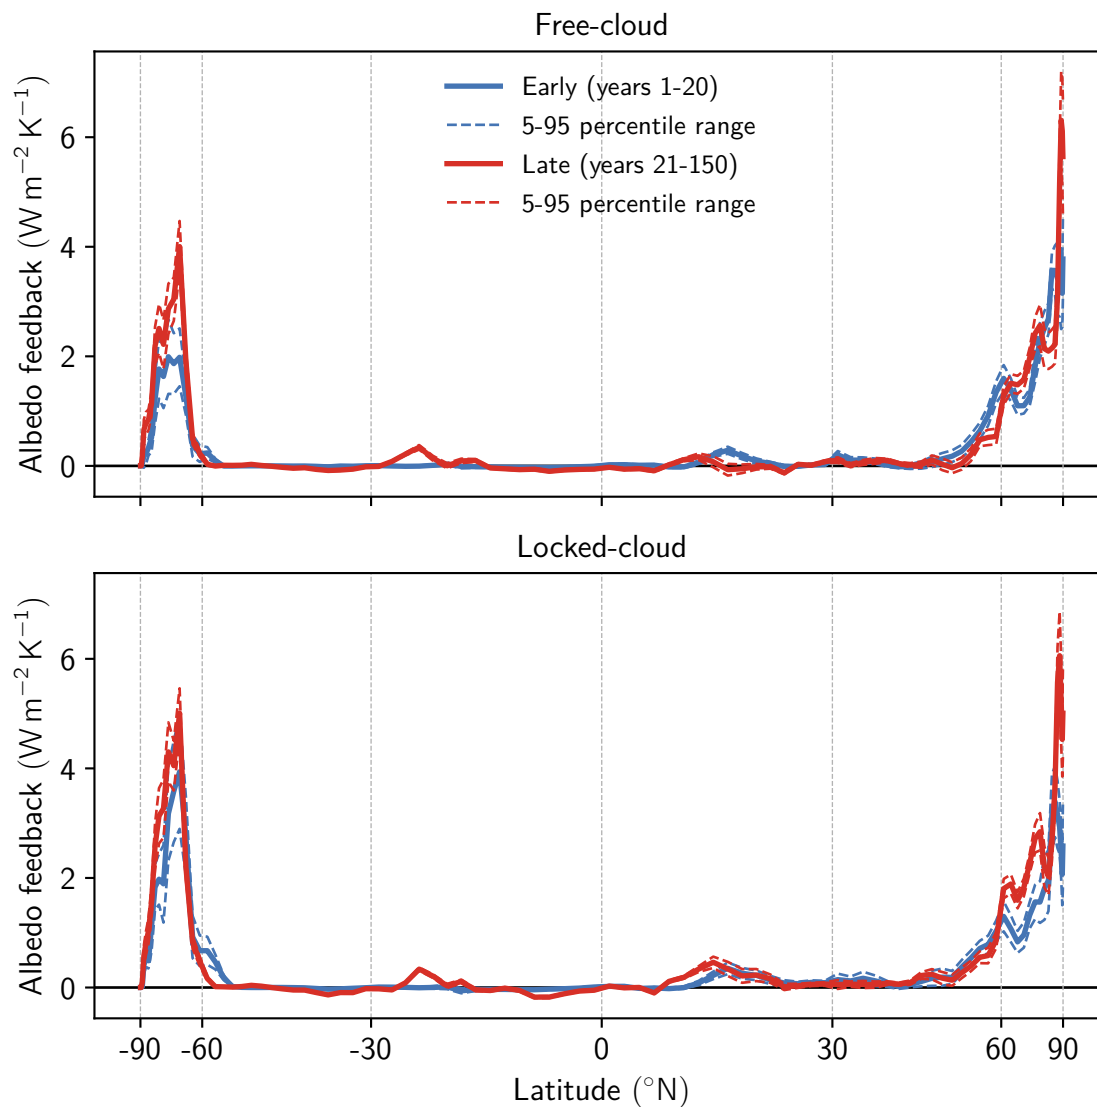 Free-cloud
Albedo feedback (W m−2 K−1)
6
4
2
0
Early (years 1-20)
5-95 percentile range
Late (years 21-150)
5-95 percentile range
Locked-cloud
Albedo feedback (W m−2 K−1)
6
4
2
0
-90 -60 -30 0 30 60 90
Latitude (°N)